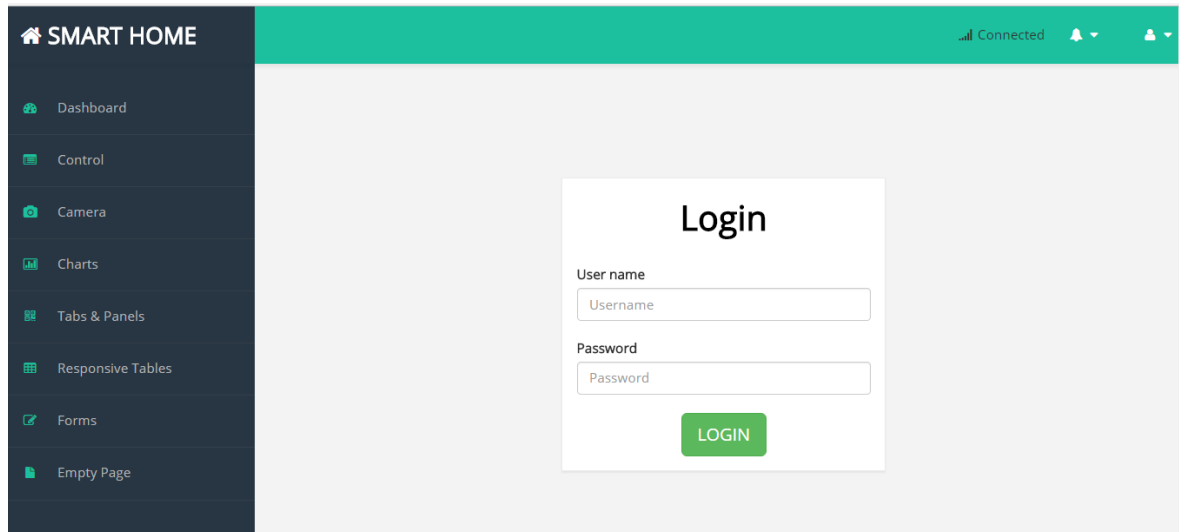 SMART HOME
Connected
Dashboard
Control
Camera
Charts
Tabs & Panels
Responsive Tables
Forms
Empty Page
Login
User name
Username
Password
Password
LOGIN